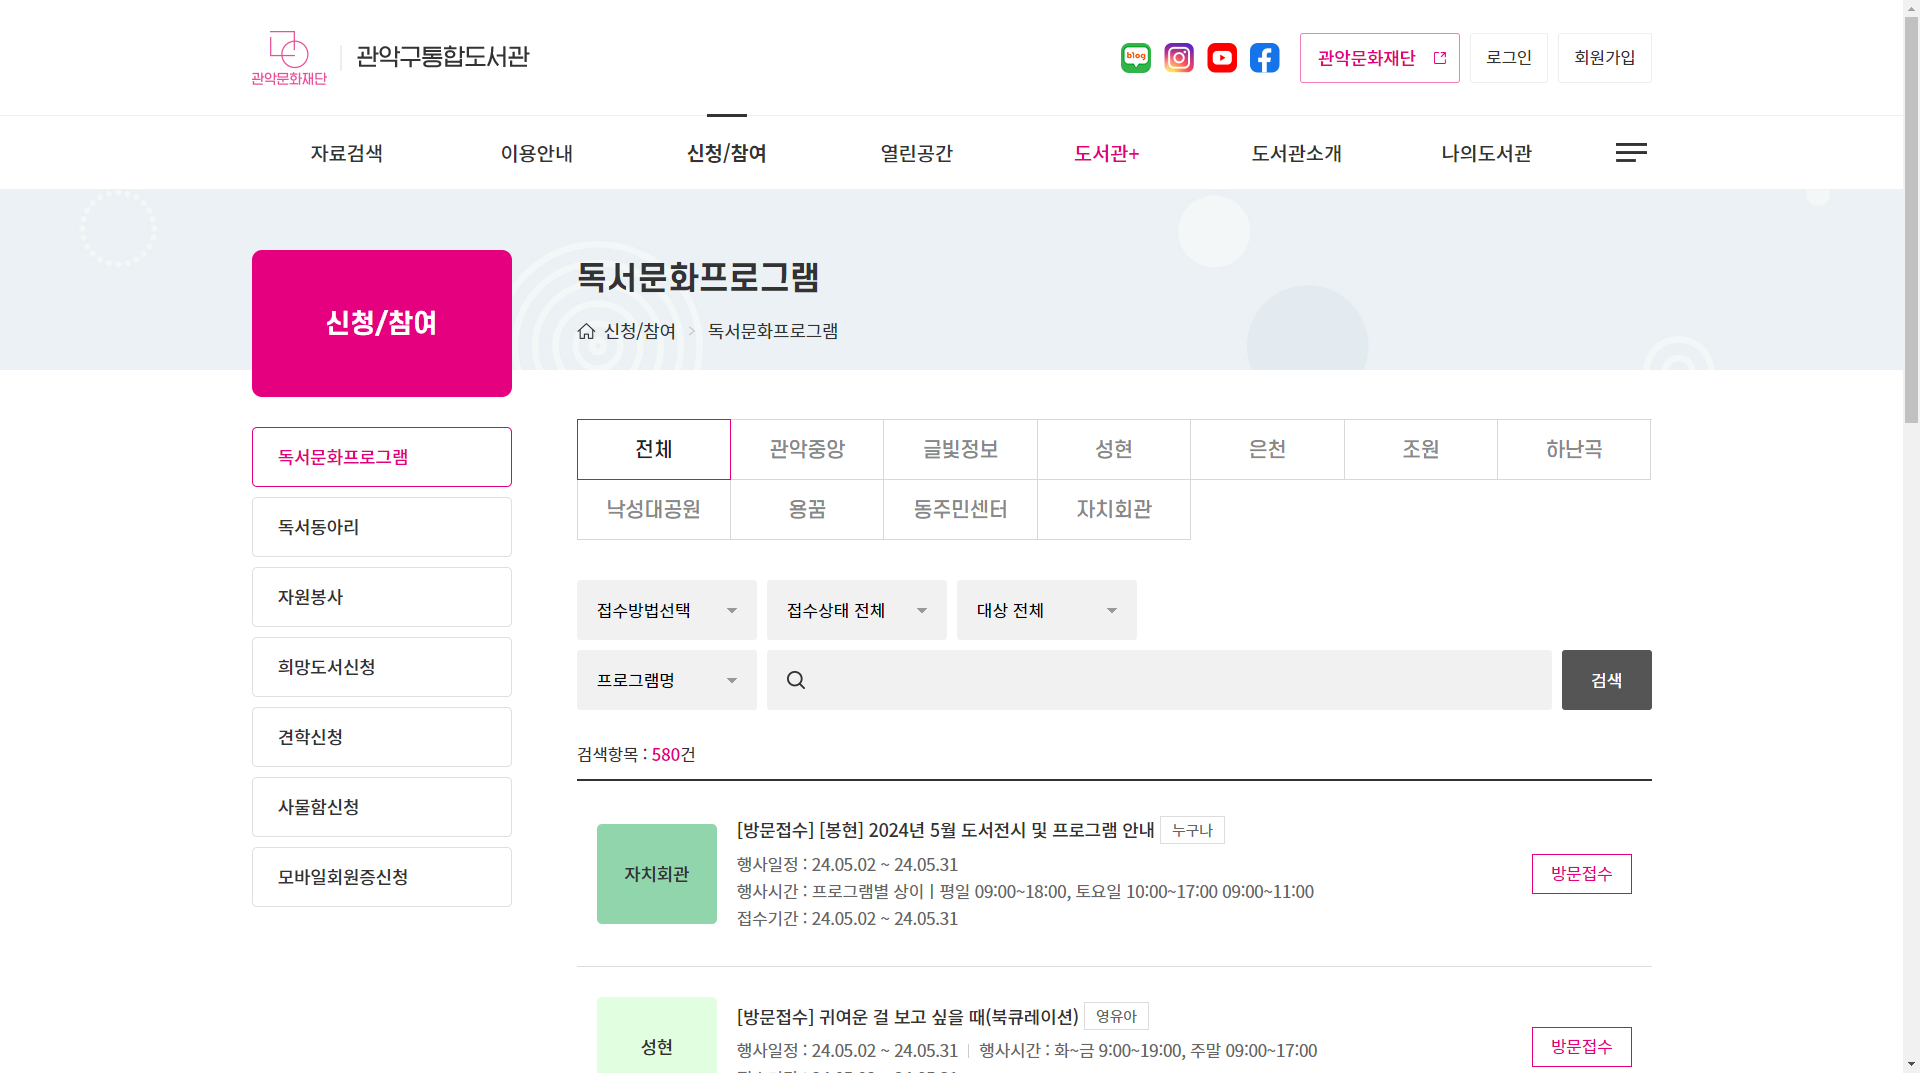 관악문화재단
관악구통합도서관
blog
관악문화재단
로그인
회원가입
자료검색
이용안내
신청/참여
열린공간
도서관+
도서관소개
나의도서관
신청/참여
독서문화프로그램
신청/참여 > 독서문화프로그램
독서문화프로그램
독서동아리
자원봉사
희망도서신청
견학신청
사물함신청
모바일회원증신청
전체
관악중앙
글빛정보
성현
은천
조원
하난곡
낙성대공원
용꿈
동주민센터
자치회관
접수방법선택
접수상태 전체
대상 전체
프로그램명
검색
검색항목 : 580건
자치회관
[방문접수] [봉현] 2024년 5월 도서전시 및 프로그램 안내 누구나
행사일정 : 24.05.02 ~ 24.05.31
행사시간 : 프로그램별 상이ㅣ평일 09:00~18:00, 토요일 10:00~17:00 09:00~11:00
접수기간 : 24.05.02 ~ 24.05.31
방문접수
성현
[방문접수] 귀여운 걸 보고 싶을 때(북큐레이션) 영유아
행사일정 : 24.05.02 ~ 24.05.31 | 행사시간 : 화~금 9:00~19:00, 주말 09:00~17:00
방문접수